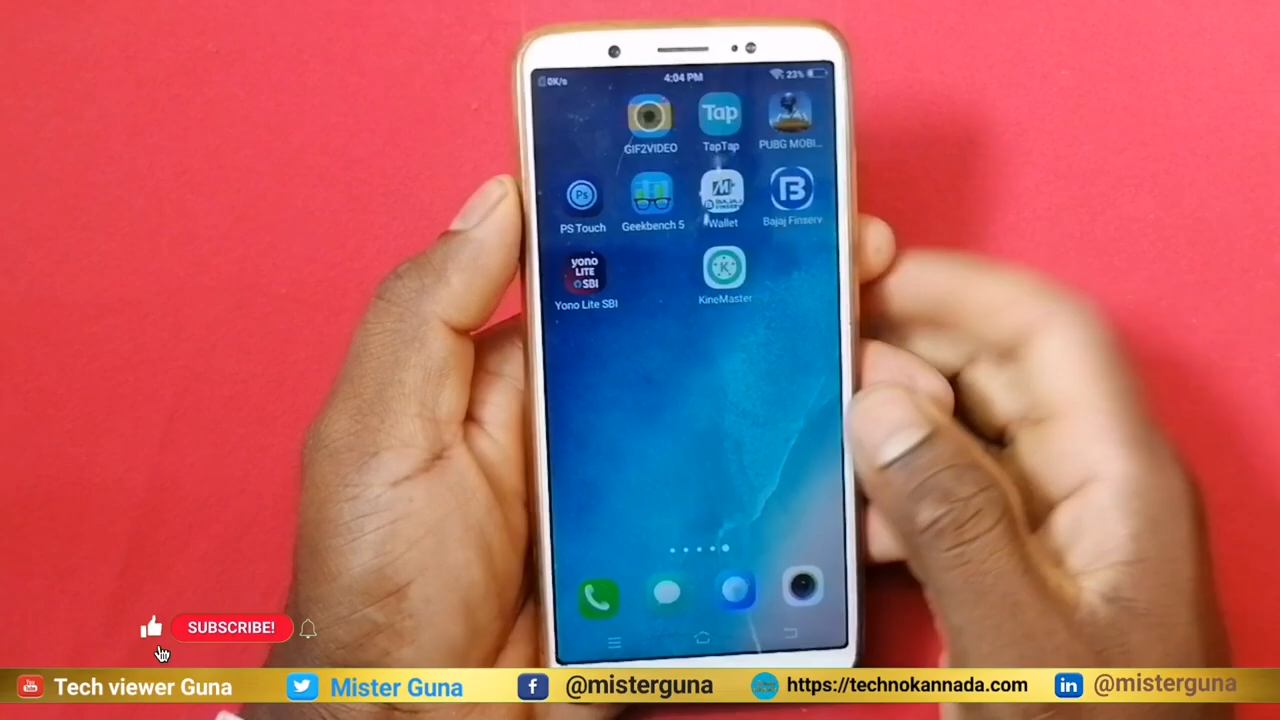 0K/s 4:04 PM 23%
GIF2VIDEO TapTap PUBG MOBI...
Tap
Ps
PS Touch Geekbench 5 Wallet Bajaj Finserv
yono
LITE
SBI
K
Yono Lite SBI KineMaster
SUBSCRIBE!
Tech viewer Guna Mister Guna @misterguna https://technokannada.com @misterguna